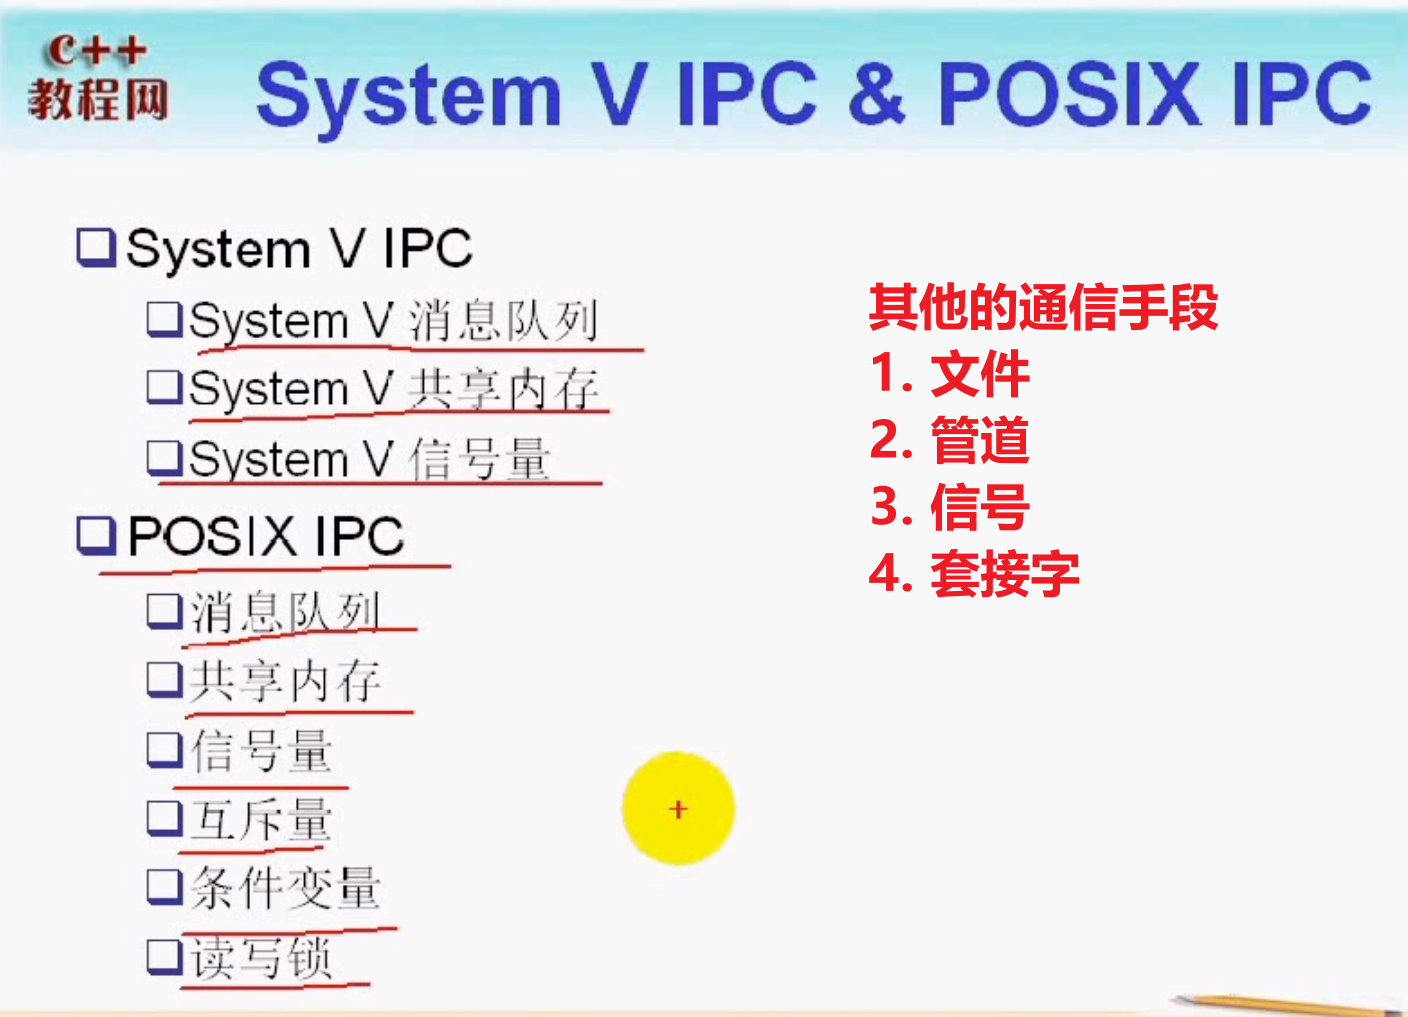 C++
教程网
System V IPC & POSIX IPC
System V IPC
System V 消息队列
System V 共享内存
System V 信号量
POSIX IPC
消息队列
共享内存
信号量
互斥量
条件变量
读写锁
其他的通信手段
1. 文件
2. 管道
3. 信号
4. 套接字